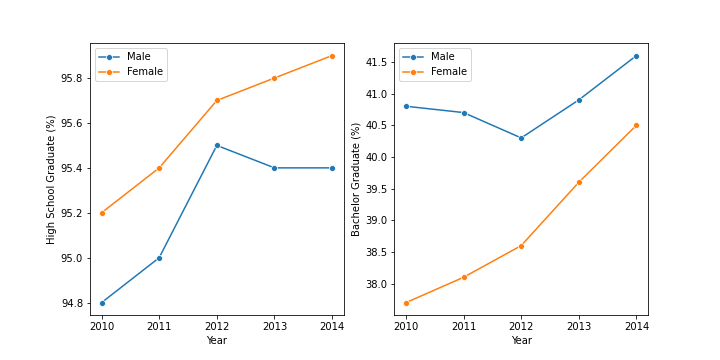 Male
Female
95.8
95.6
95.4
95.2
95.0
94.8
High School Graduate (%)
2010 2011 2012 2013 2014
Year
Male
Female
41.5
41.0
40.5
40.0
39.5
39.0
38.5
38.0
Bachelor Graduate (%)
2010 2011 2012 2013 2014
Year